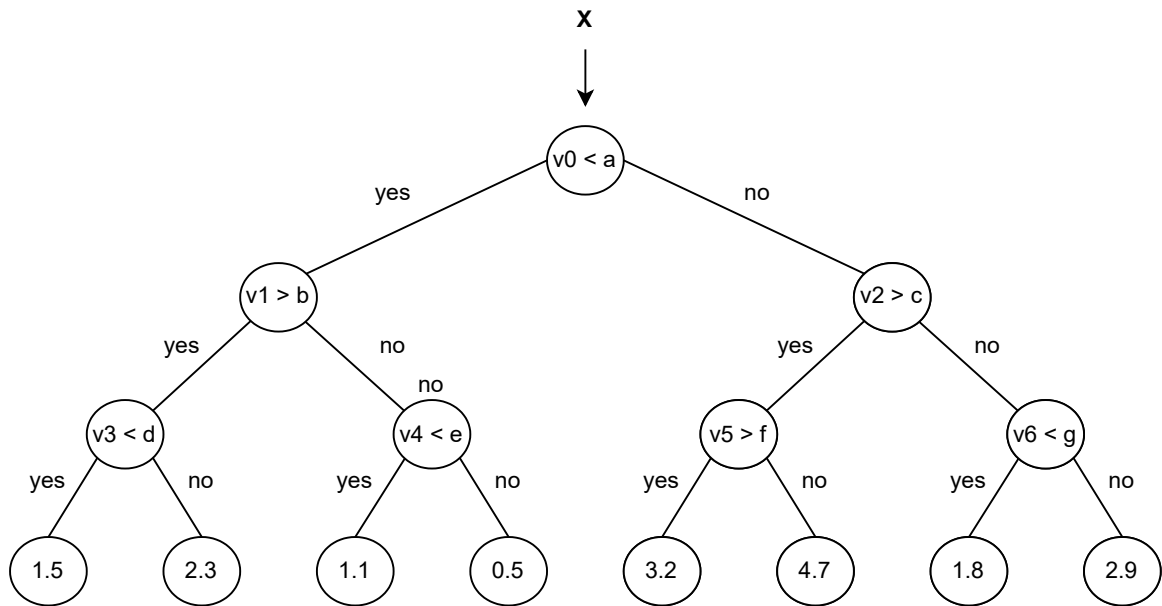 X
v0 < a
yes
no
v1 > b
v2 > c
yes
no
yes
no
no
v3 < d
v4 < e
v5 > f
v6 < g
yes
no
yes
no
yes
no
yes
no
1.5
2.3
1.1
0.5
3.2
4.7
1.8
2.9